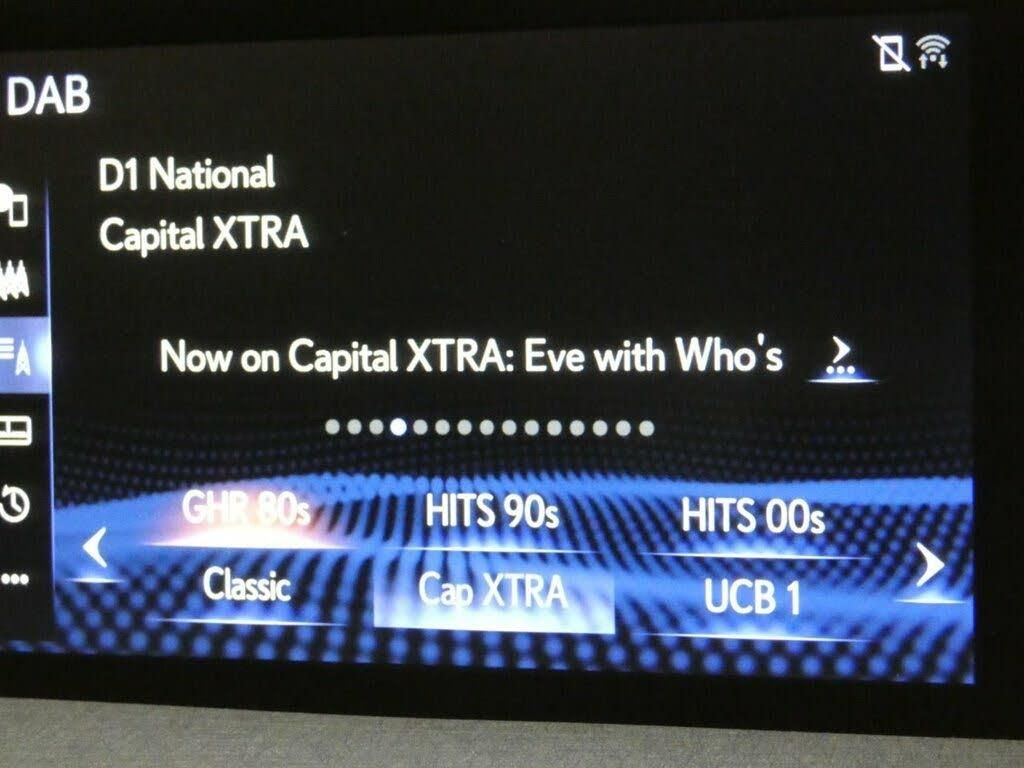 DAB
D1 National
Capital XTRA
Now on Capital XTRA: Eve with Who's
GHR 80s
HITS 90s
HITS 00s
Classic
Cap XTRA
UCB 1